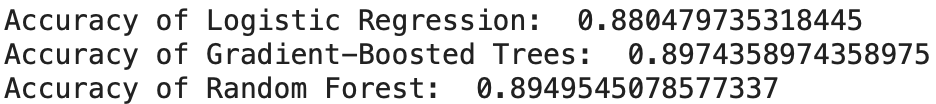 Accuracy of Logistic Regression:  0.880479735318445
Accuracy of Gradient-Boosted Trees:  0.8974358974358975
Accuracy of Random Forest:  0.8949545078577337